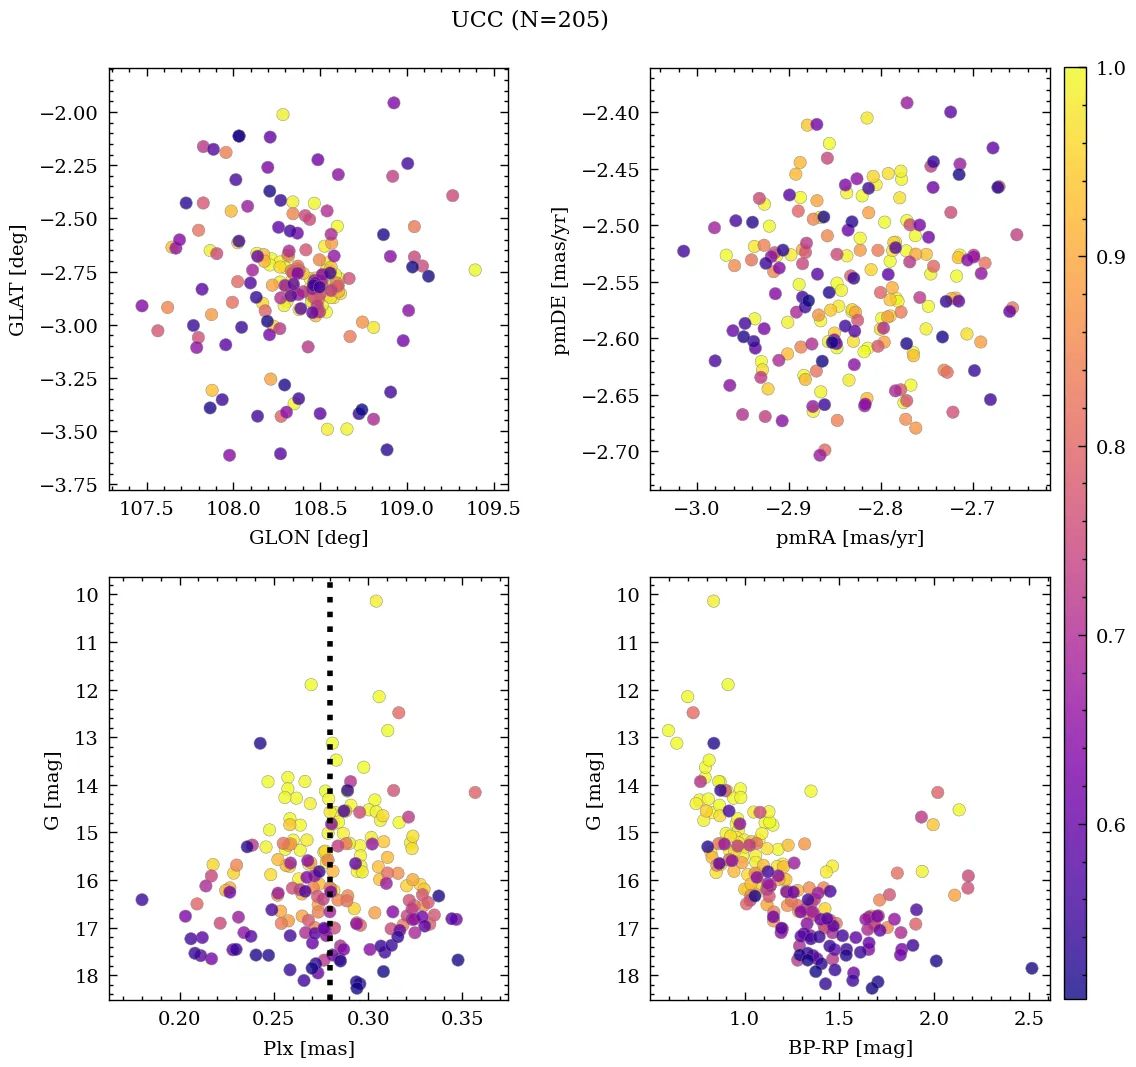 UCC (N=205)
−2.00
−2.25
−2.50
−2.75
−3.00
−3.25
−3.50
−3.75
GLAT [deg]
107.5 108.0 108.5 109.0 109.5
GLON [deg]
−2.40
−2.45
−2.50
−2.55
−2.60
−2.65
−2.70
pmDE [mas/yr]
−3.0 −2.9 −2.8 −2.7
pmRA [mas/yr]
1.0
0.9
0.8
0.7
0.6
10
11
12
13
14
15
16
17
18
G [mag]
0.20 0.25 0.30 0.35
Plx [mas]
10
11
12
13
14
15
16
17
18
G [mag]
1.0 1.5 2.0 2.5
BP-RP [mag]